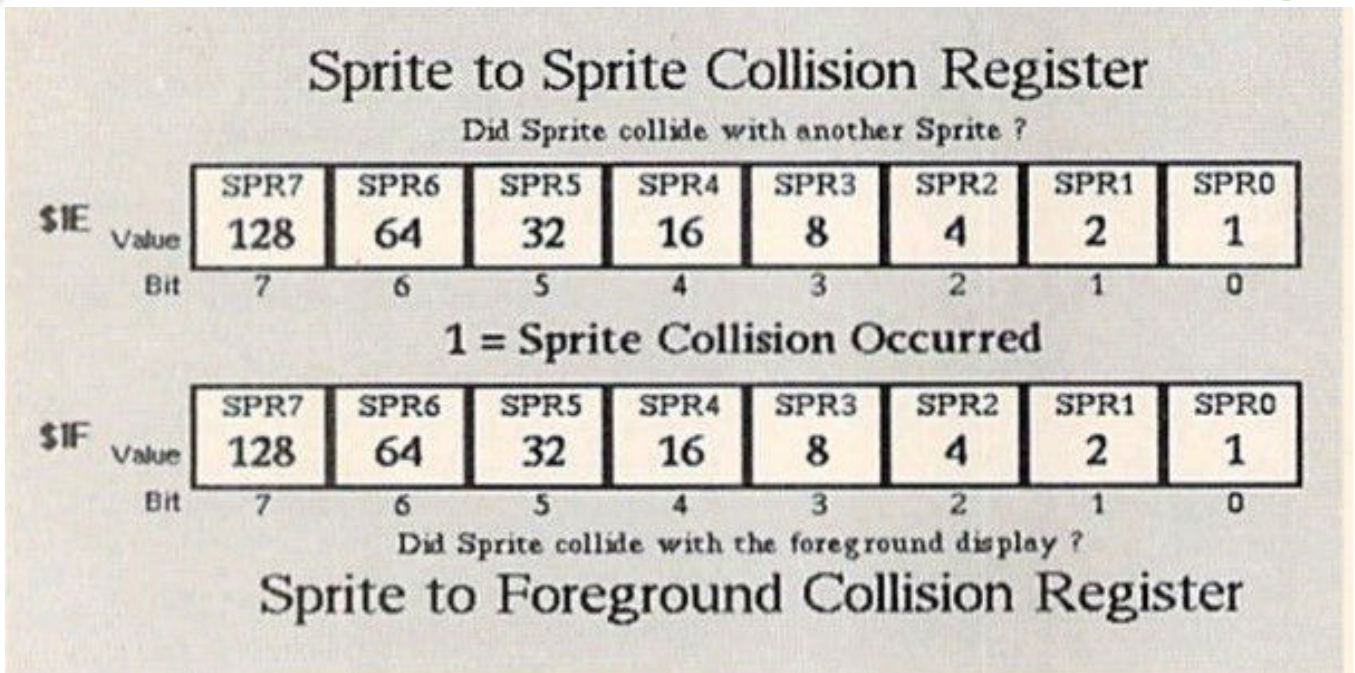 Sprite to Sprite Collision Register
Did Sprite collide with another Sprite ?
SPR7 SPR6 SPR5 SPR4 SPR3 SPR2 SPR1 SPR0
$1E Value 128 64 32 16 8 4 2 1
Bit 7 6 5 4 3 2 1 0
1 = Sprite Collision Occurred
SPR7 SPR6 SPR5 SPR4 SPR3 SPR2 SPR1 SPR0
$1F Value 128 64 32 16 8 4 2 1
Bit 7 6 5 4 3 2 1 0
Did Sprite collide with the foreground display ?
Sprite to Foreground Collision Register